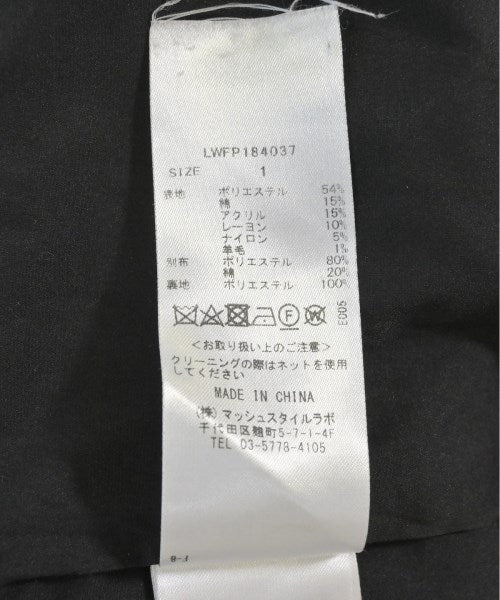 LWFP184037
SIZE 1
表地 ポリエステル 54%
綿 15%
アクリル 15%
レーヨン 10%
ナイロン 5%
羊毛 1%
別布 ポリエステル 80%
綿 20%
裏地 ポリエステル 100%
F W
E005
<お取り扱い上のご注意>
クリーニングの際はネットを使用
してください
MADE IN CHINA
(株)マッシュスタイルラボ
千代田区麹町5-7-1-4F
TEL 03-5778-4105
F-8